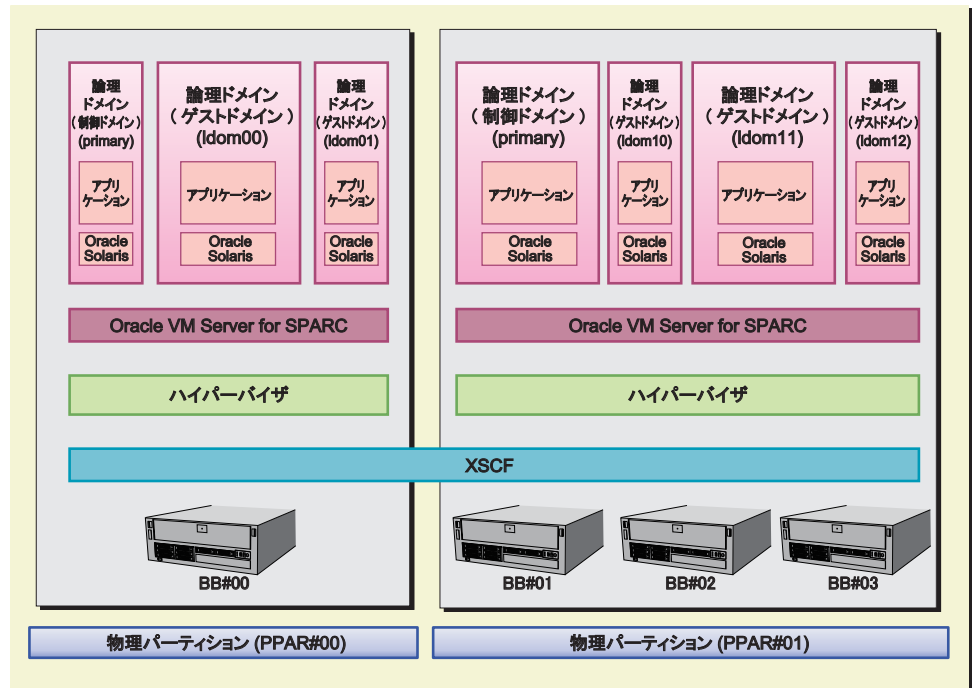 論理
ドメイン
(制御ドメイン)
(primary)
アプリ
ケーション
Oracle
Solaris
論理ドメイン
(ゲストドメイン)
(ldom00)
アプリケーション
Oracle
Solaris
論理
ドメイン
(ゲストドメイン)
(ldom01)
アプリ
ケーション
Oracle
Solaris
Oracle VM Server for SPARC
ハイパーバイザ
論理ドメイン
(制御ドメイン)
(primary)
アプリケーション
Oracle
Solaris
論理
ドメイン
(ゲストドメイン)
(ldom10)
アプリ
ケーション
Oracle
Solaris
論理ドメイン
(ゲストドメイン)
(ldom11)
アプリケーション
Oracle
Solaris
論理
ドメイン
(ゲストドメイン)
(ldom12)
アプリ
ケーション
Oracle
Solaris
Oracle VM Server for SPARC
ハイパーバイザ
XSCF
BB#00
BB#01
BB#02
BB#03
物理パーティション (PPAR#00)
物理パーティション (PPAR#01)